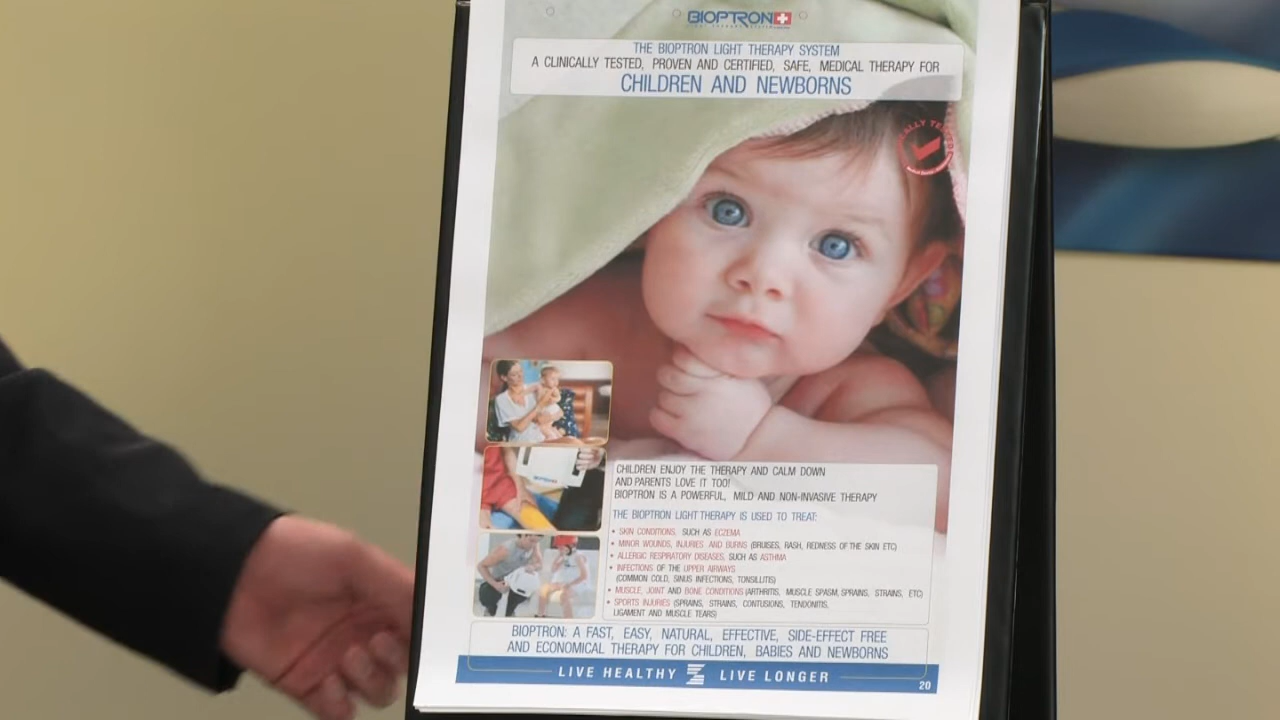 BIOPTRON
THE BIOPTRON LIGHT THERAPY SYSTEM
A CLINICALLY TESTED, PROVEN AND CERTIFIED, SAFE, MEDICAL THERAPY FOR
CHILDREN AND NEWBORNS
CHILDREN ENJOY THE THERAPY AND CALM DOWN
AND PARENTS LOVE IT TOO!
BIOPTRON IS A POWERFUL, MILD AND NON-INVASIVE THERAPY
THE BIOPTRON LIGHT THERAPY IS USED TO TREAT:
• SKIN CONDITIONS, SUCH AS ECZEMA
• MINOR WOUNDS, INJURIES AND BURNS (BRUISES, RASH, REDNESS OF THE SKIN ETC)
• ALLERGIC RESPIRATORY DISEASES, SUCH AS ASTHMA
• INFECTIONS OF THE UPPER AIRWAYS
(COMMON COLD, SINUS INFECTIONS, TONSILLITIS)
• MUSCLE, JOINT AND BONE CONDITIONS (ARTHRITIS, MUSCLE SPASM, SPRAINS, STRAINS, ETC)
• SPORTS INJURIES (SPRAINS, STRAINS, CONTUSIONS, TENDONITIS,
LIGAMENT AND MUSCLE TEARS)
BIOPTRON: A FAST, EASY, NATURAL, EFFECTIVE, SIDE-EFFECT FREE
AND ECONOMICAL THERAPY FOR CHILDREN, BABIES AND NEWBORNS
LIVE HEALTHY LIVE LONGER
20